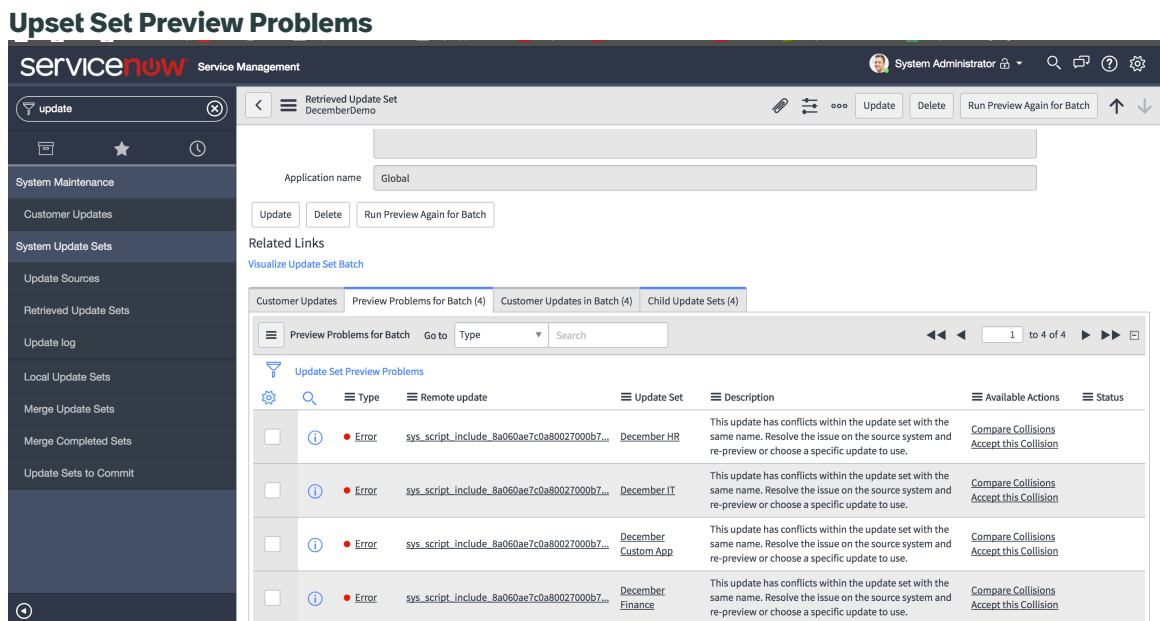 Upset Set Preview Problems
servicenow Service Management
System Administrator
update
Retrieved Update Set
DecemberDemo
Update Delete Run Preview Again for Batch
System Maintenance
Customer Updates
System Update Sets
Update Sources
Retrieved Update Sets
Update log
Local Update Sets
Merge Update Sets
Merge Completed Sets
Update Sets to Commit
Application name Global
Update Delete Run Preview Again for Batch
Related Links
Visualize Update Set Batch
Customer Updates Preview Problems for Batch (4) Customer Updates in Batch (4) Child Update Sets (4)
Preview Problems for Batch Go to Type Search 1 to 4 of 4
Update Set Preview Problems
Type Remote update Update Set Description Available Actions Status
Error sys_script_include_8a060ae7c0a80027000b7... December HR
This update has conflicts within the update set with the
same name. Resolve the issue on the source system and
re-preview or choose a specific update to use.
Compare Collisions
Accept this Collision
Error sys_script_include_8a060ae7c0a80027000b7... December IT
This update has conflicts within the update set with the
same name. Resolve the issue on the source system and
re-preview or choose a specific update to use.
Compare Collisions
Accept this Collision
Error sys_script_include_8a060ae7c0a80027000b7...
December
Custom App
This update has conflicts within the update set with the
same name. Resolve the issue on the source system and
re-preview or choose a specific update to use.
Compare Collisions
Accept this Collision
Error sys_script_include_8a060ae7c0a80027000b7...
December
Finance
This update has conflicts within the update set with the
same name. Resolve the issue on the source system and
re-preview or choose a specific update to use.
Compare Collisions
Accept this Collision